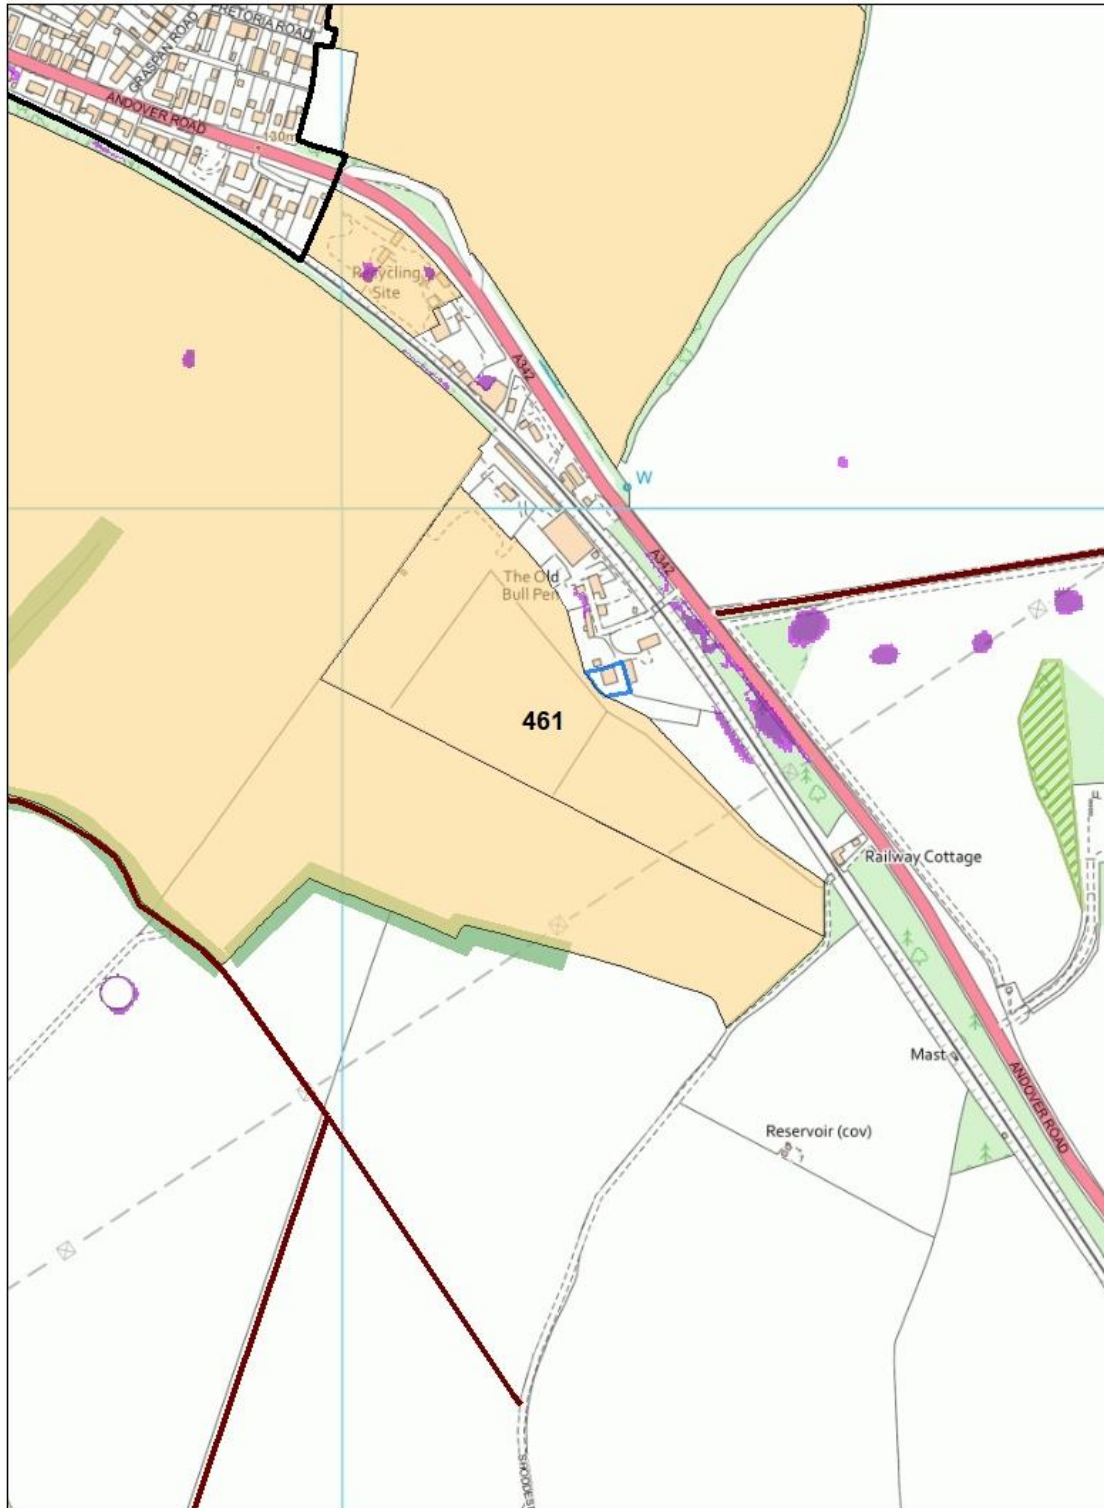 PRETORIA ROAD
GRASPAN ROAD
ANDOVER ROAD
130m
Recycling
Site
A342
W
A342
The Old
Bull Pen
461
Railway Cottage
Mast
ANDOVER ROAD
Reservoir (cov)